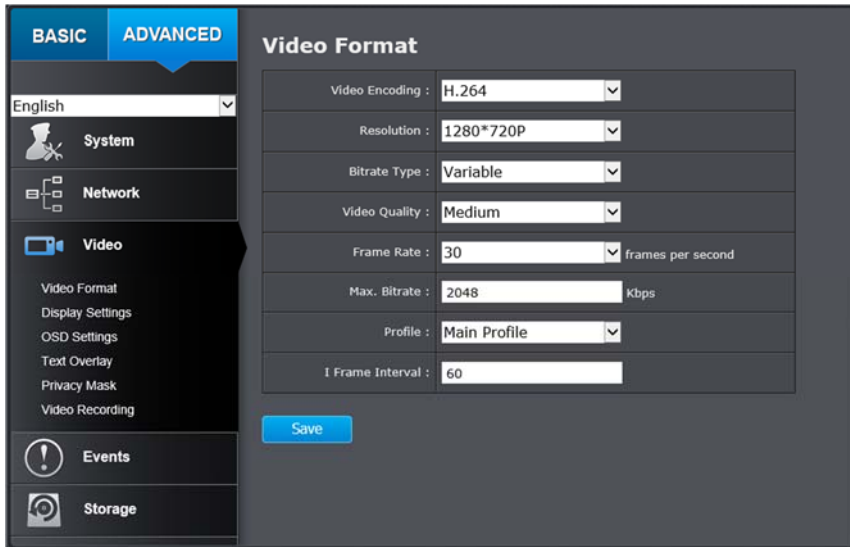 BASIC
ADVANCED
English
System
Network
Video
Video Format
Display Settings
OSD Settings
Text Overlay
Privacy Mask
Video Recording
Events
Storage
Video Format
Video Encoding : H.264
Resolution : 1280*720P
Bitrate Type : Variable
Video Quality : Medium
Frame Rate : 30 frames per second
Max. Bitrate : 2048 Kbps
Profile : Main Profile
I Frame Interval : 60
Save